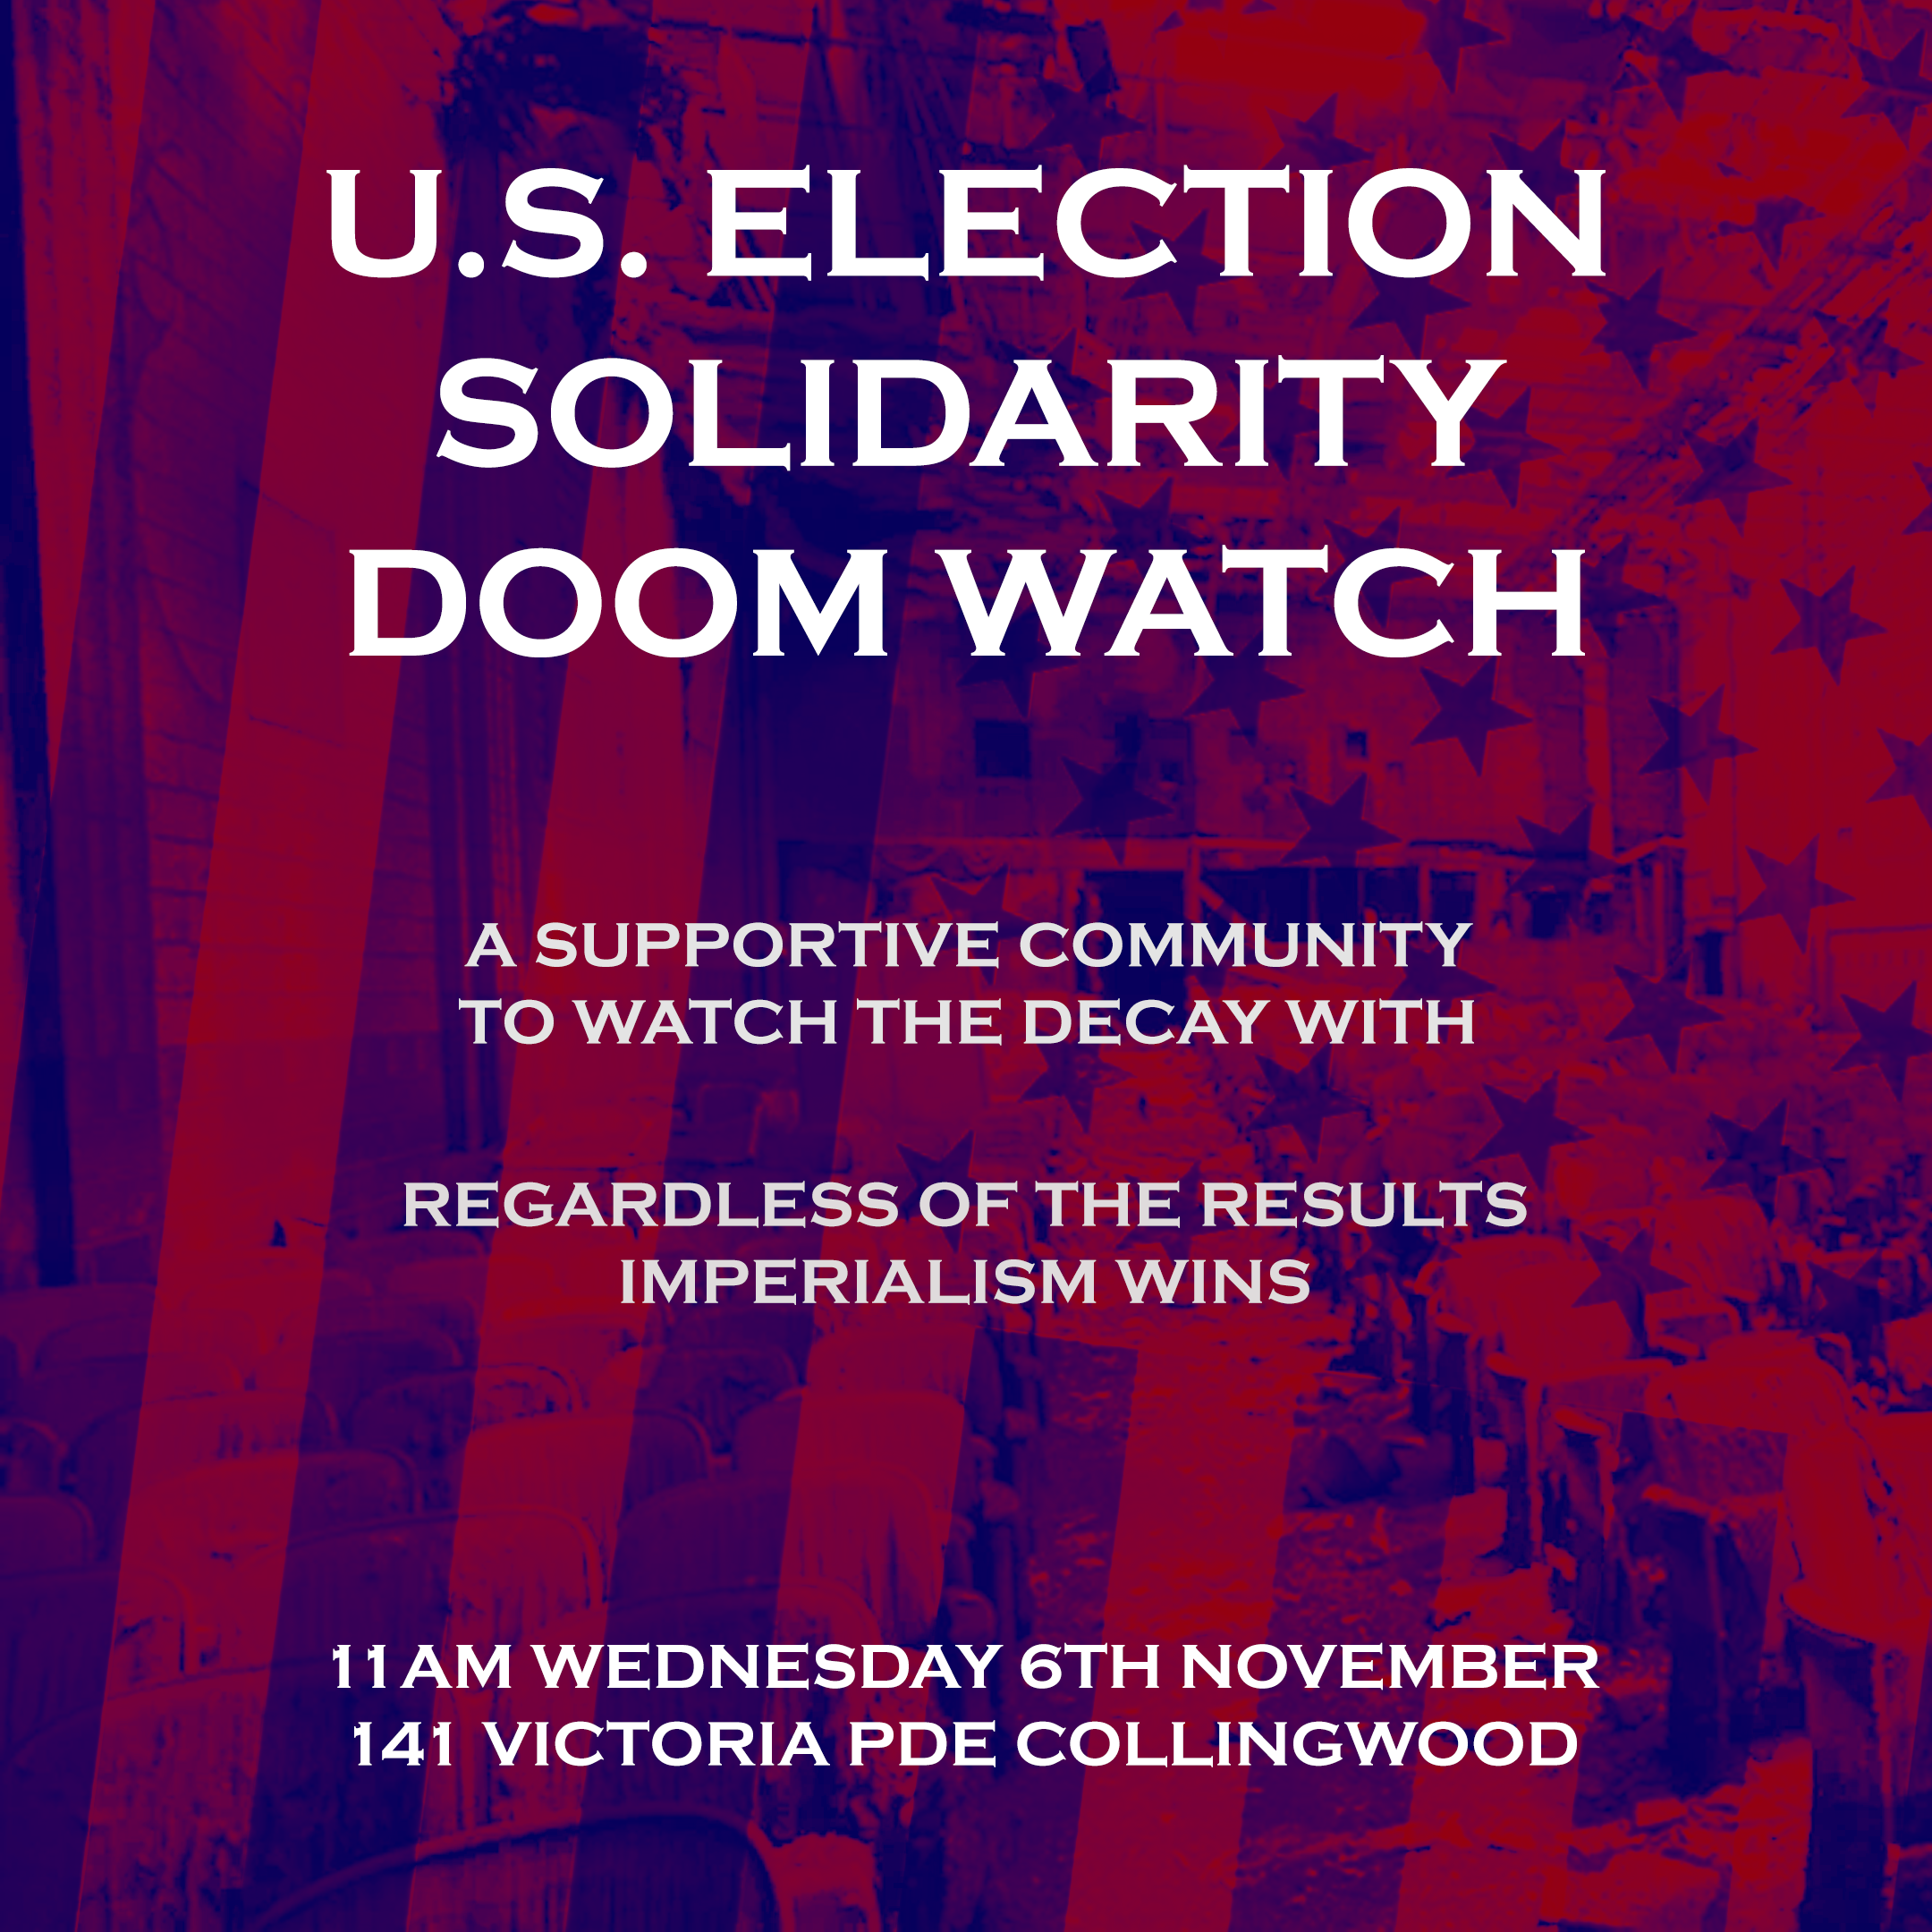 U.S. ELECTION
SOLIDARITY
DOOM WATCH
A SUPPORTIVE COMMUNITY
TO WATCH THE DECAY WITH
REGARDLESS OF THE RESULTS
IMPERIALISM WINS
11AM WEDNESDAY 6TH NOVEMBER
141 VICTORIA PDE COLLINGWOOD